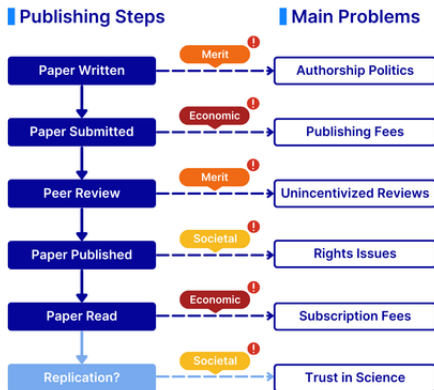 Publishing Steps
Main Problems
Merit
!
Paper Written
Authorship Politics
Economic
!
Paper Submitted
Publishing Fees
Merit
!
Peer Review
Unincentivized Reviews
Societal
!
Paper Published
Rights Issues
Economic
!
Paper Read
Subscription Fees
Societal
!
Replication?
Trust in Science